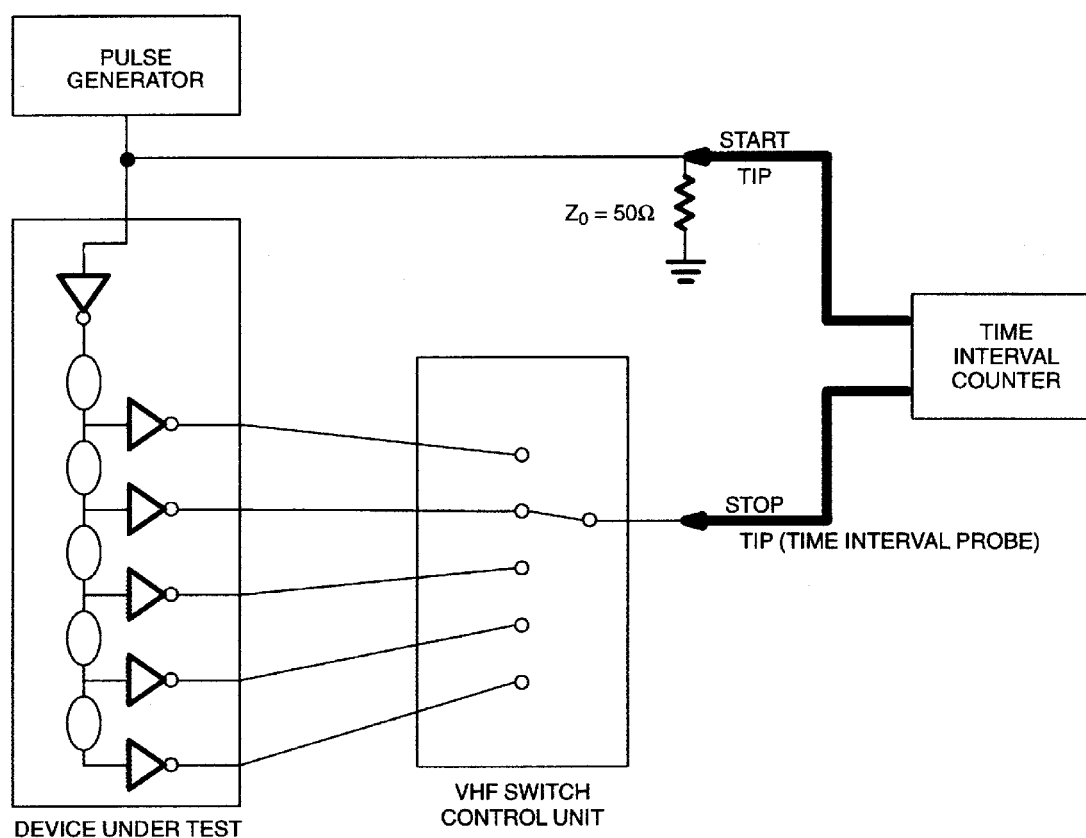 PULSE
GENERATOR
START
TIP
Z₀ = 50Ω
TIME
INTERVAL
COUNTER
STOP
TIP (TIME INTERVAL PROBE)
VHF SWITCH
CONTROL UNIT
DEVICE UNDER TEST